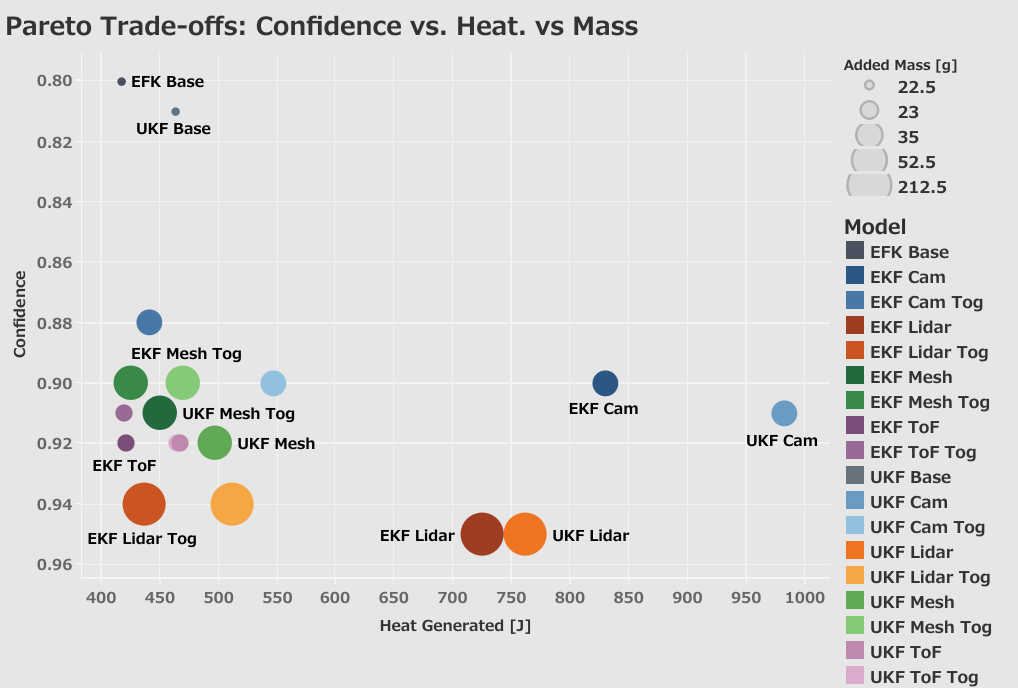 Pareto Trade-offs: Confidence vs. Heat. vs Mass
Confidence
0.80
0.82
0.84
0.86
0.88
0.90
0.92
0.94
0.96
EFK Base
UKF Base
EKF Mesh Tog
UKF Mesh Tog
EKF Cam
UKF Cam
UKF Mesh
EKF ToF
EKF Lidar Tog
EKF Lidar
UKF Lidar
400
450
500
550
600
650
700
750
800
850
900
950
1000
Heat Generated [J]
Added Mass [g]
22.5
23
35
52.5
212.5
Model
EFK Base
EKF Cam
EKF Cam Tog
EKF Lidar
EKF Lidar Tog
EKF Mesh
EKF Mesh Tog
EKF ToF
EKF ToF Tog
UKF Base
UKF Cam
UKF Cam Tog
UKF Lidar
UKF Lidar Tog
UKF Mesh
UKF Mesh Tog
UKF ToF
UKF ToF Tog